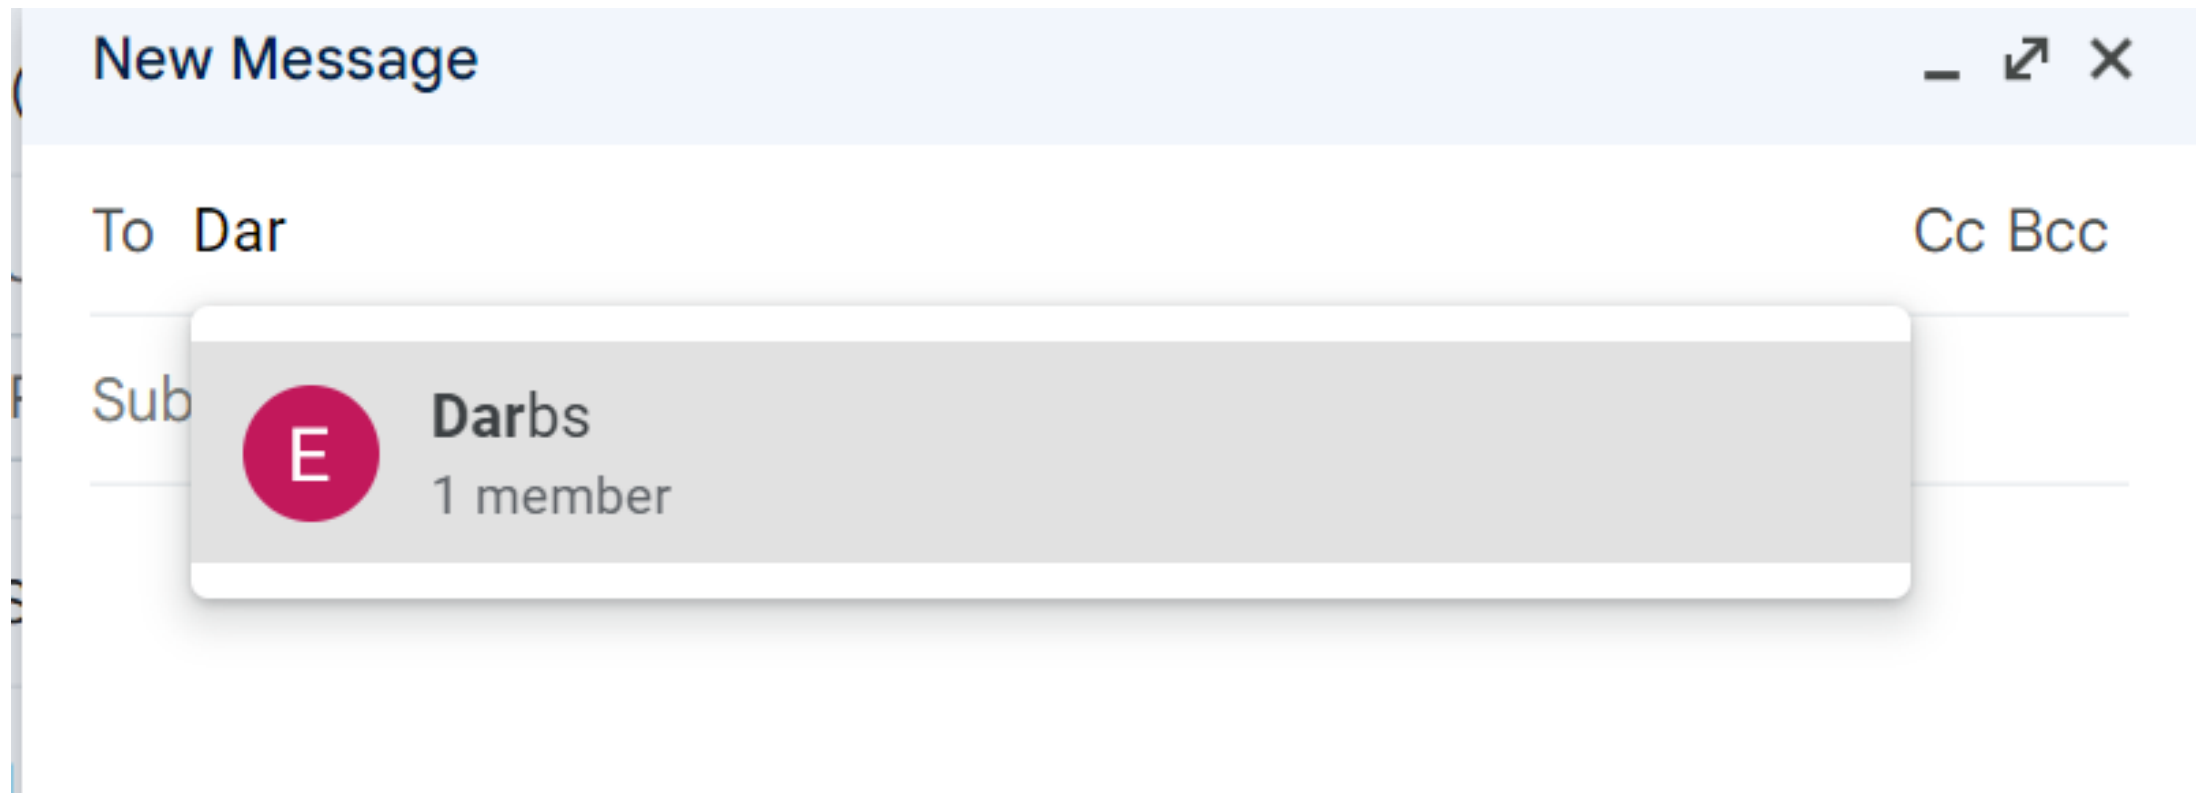 New Message
To Dar Cc Bcc
Sub
E
Darbs
1 member